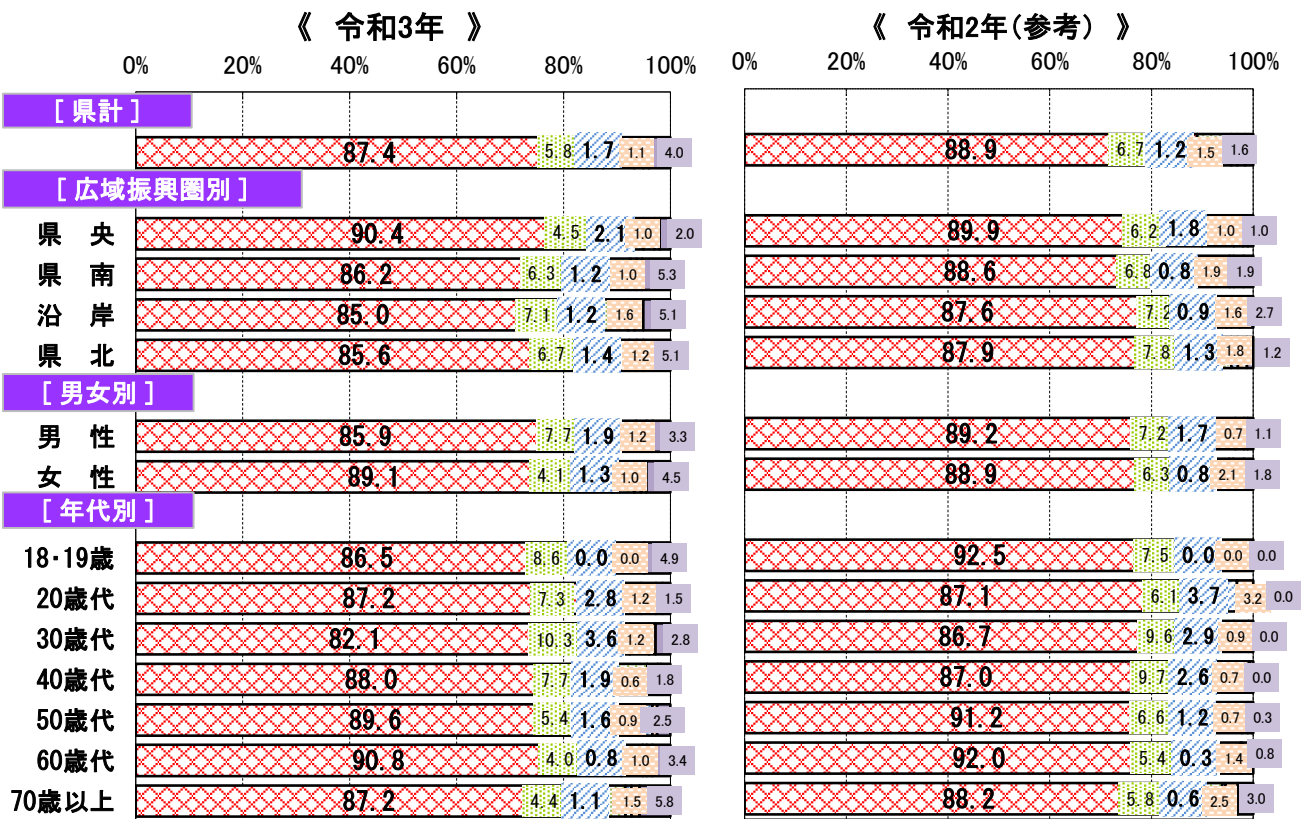 《 令和3年 》 《 令和2年(参考) 》
0% 20% 40% 60% 80% 100% 0% 20% 40% 60% 80% 100%
[ 県計 ]
87.4 5.8 1.7 1.1 4.0 88.9 6.7 1.2 1.5 1.6
[ 広域振興圏別 ]
県 央 90.4 4.5 2.1 1.0 2.0 89.9 6.2 1.8 1.0 1.0
県 南 86.2 6.3 1.2 1.0 5.3 88.6 6.8 0.8 1.9 1.9
沿 岸 85.0 7.1 1.2 1.6 5.1 87.6 7.2 0.9 1.6 2.7
県 北 85.6 6.7 1.4 1.2 5.1 87.9 7.8 1.3 1.8 1.2
[ 男女別 ]
男 性 85.9 7.7 1.9 1.2 3.3 89.2 7.2 1.7 0.7 1.1
女 性 89.1 4.1 1.3 1.0 4.5 88.9 6.3 0.8 2.1 1.8
[ 年代別 ]
18・19歳 86.5 8.6 0.0 0.0 4.9 92.5 7.5 0.0 0.0 0.0
20歳代 87.2 7.3 2.8 1.2 1.5 87.1 6.1 3.7 3.2 0.0
30歳代 82.1 10.3 3.6 1.2 2.8 86.7 9.6 2.9 0.9 0.0
40歳代 88.0 7.7 1.9 0.6 1.8 87.0 9.7 2.6 0.7 0.0
50歳代 89.6 5.4 1.6 0.9 2.5 91.2 6.6 1.2 0.7 0.3
60歳代 90.8 4.0 0.8 1.0 3.4 92.0 5.4 0.3 1.4 0.8
70歳以上 87.2 4.4 1.1 1.5 5.8 88.2 5.8 0.6 2.5 3.0